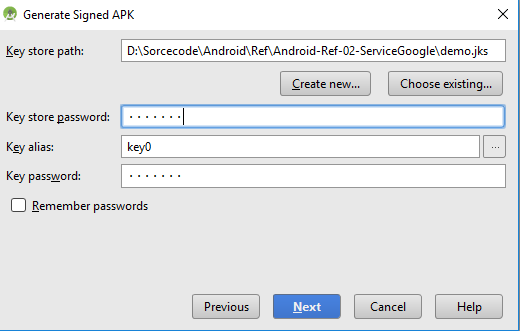 Generate Signed APK
Key store path: D:\Sorcecode\Android\Ref\Android-Ref-02-ServiceGoogle\demo.jks
Create new... Choose existing...
Key store password: •••••••
Key alias: key0 ...
Key password: •••••••
Remember passwords
Previous Next Cancel Help